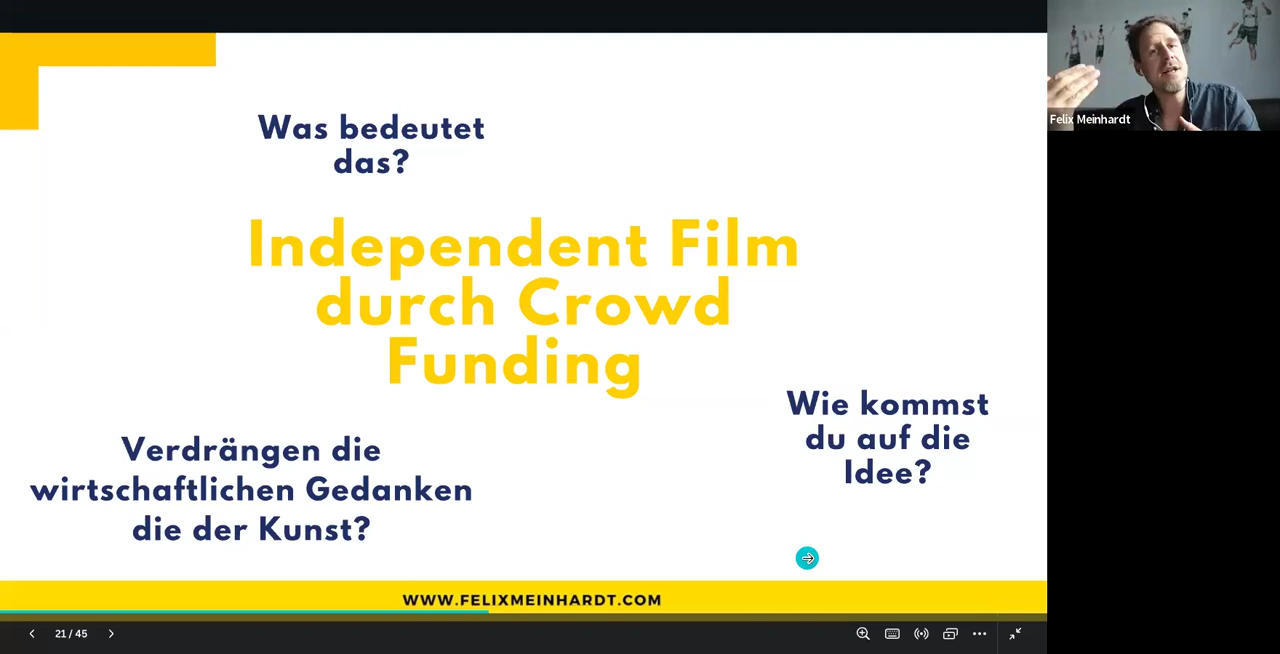 Was bedeutet
das?
Independent Film
durch Crowd
Funding
Wie kommst
du auf die
Idee?
Verdrängen die
wirtschaftlichen Gedanken
die der Kunst?
WWW.FELIXMEINHARDT.COM
21 / 45
Felix Meinhardt